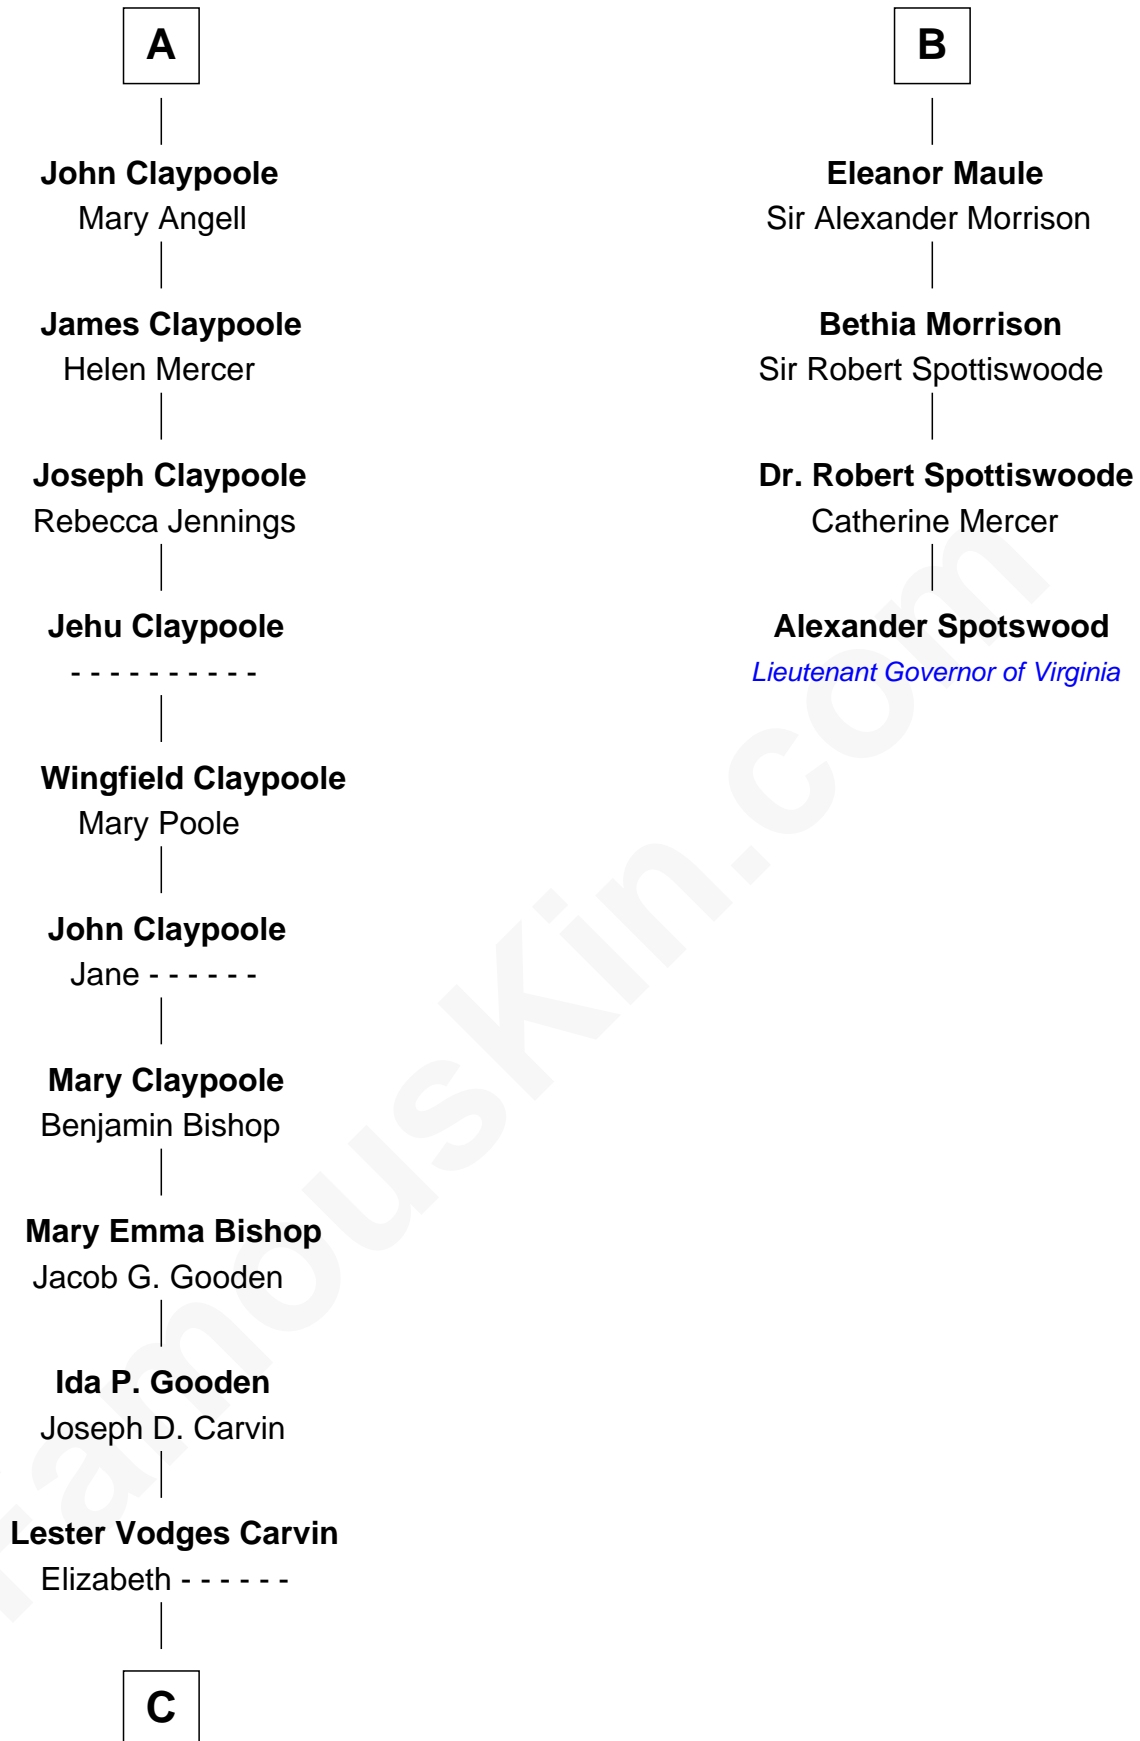 A
John Claypoole
Mary Angell
James Claypoole
Helen Mercer
Joseph Claypoole
Rebecca Jennings
Jehu Claypoole
- - - - - - - - - -
Wingfield Claypoole
Mary Poole
John Claypoole
Jane - - - - - -
Mary Claypoole
Benjamin Bishop
Mary Emma Bishop
Jacob G. Gooden
Ida P. Gooden
Joseph D. Carvin
Lester Vodges Carvin
Elizabeth - - - - - -
C
B
Eleanor Maule
Sir Alexander Morrison
Bethia Morrison
Sir Robert Spottiswoode
Dr. Robert Spottiswoode
Catherine Mercer
Alexander Spotswood
Lieutenant Governor of Virginia
FamousKin.com